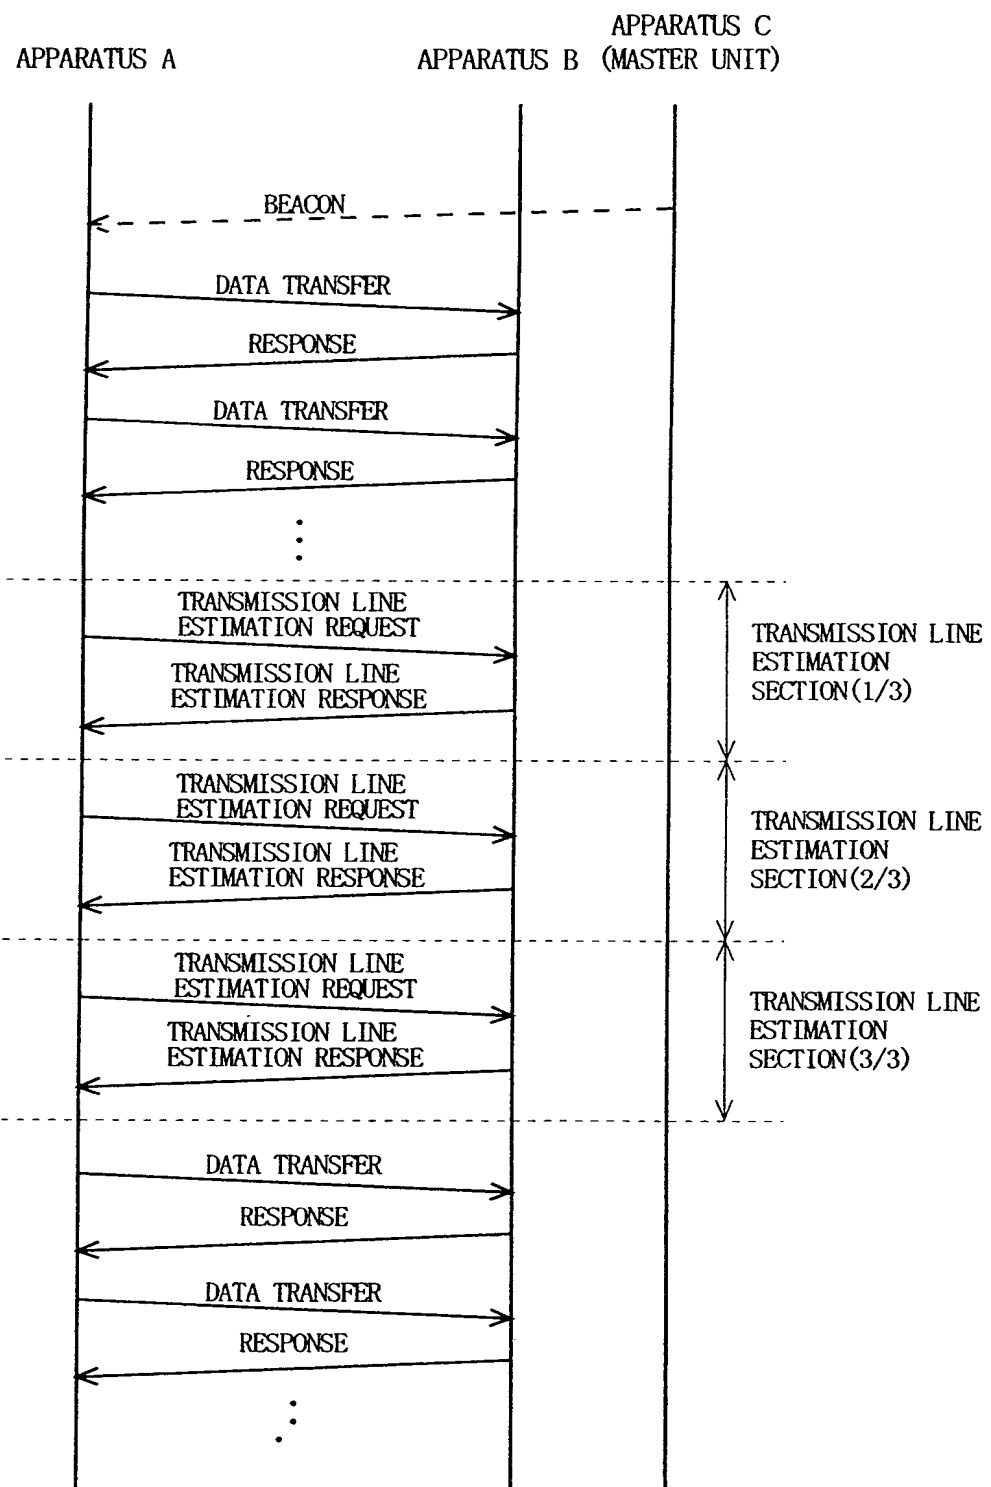 APPARATUS C
APPARATUS A
APPARATUS B
(MASTER UNIT)
BEACON
DATA TRANSFER
RESPONSE
DATA TRANSFER
RESPONSE
TRANSMISSION LINE
ESTIMATION REQUEST
TRANSMISSION LINE
ESTIMATION RESPONSE
TRANSMISSION LINE
ESTIMATION
SECTION(1/3)
TRANSMISSION LINE
ESTIMATION REQUEST
TRANSMISSION LINE
ESTIMATION RESPONSE
TRANSMISSION LINE
ESTIMATION
SECTION(2/3)
TRANSMISSION LINE
ESTIMATION REQUEST
TRANSMISSION LINE
ESTIMATION RESPONSE
TRANSMISSION LINE
ESTIMATION
SECTION(3/3)
DATA TRANSFER
RESPONSE
DATA TRANSFER
RESPONSE